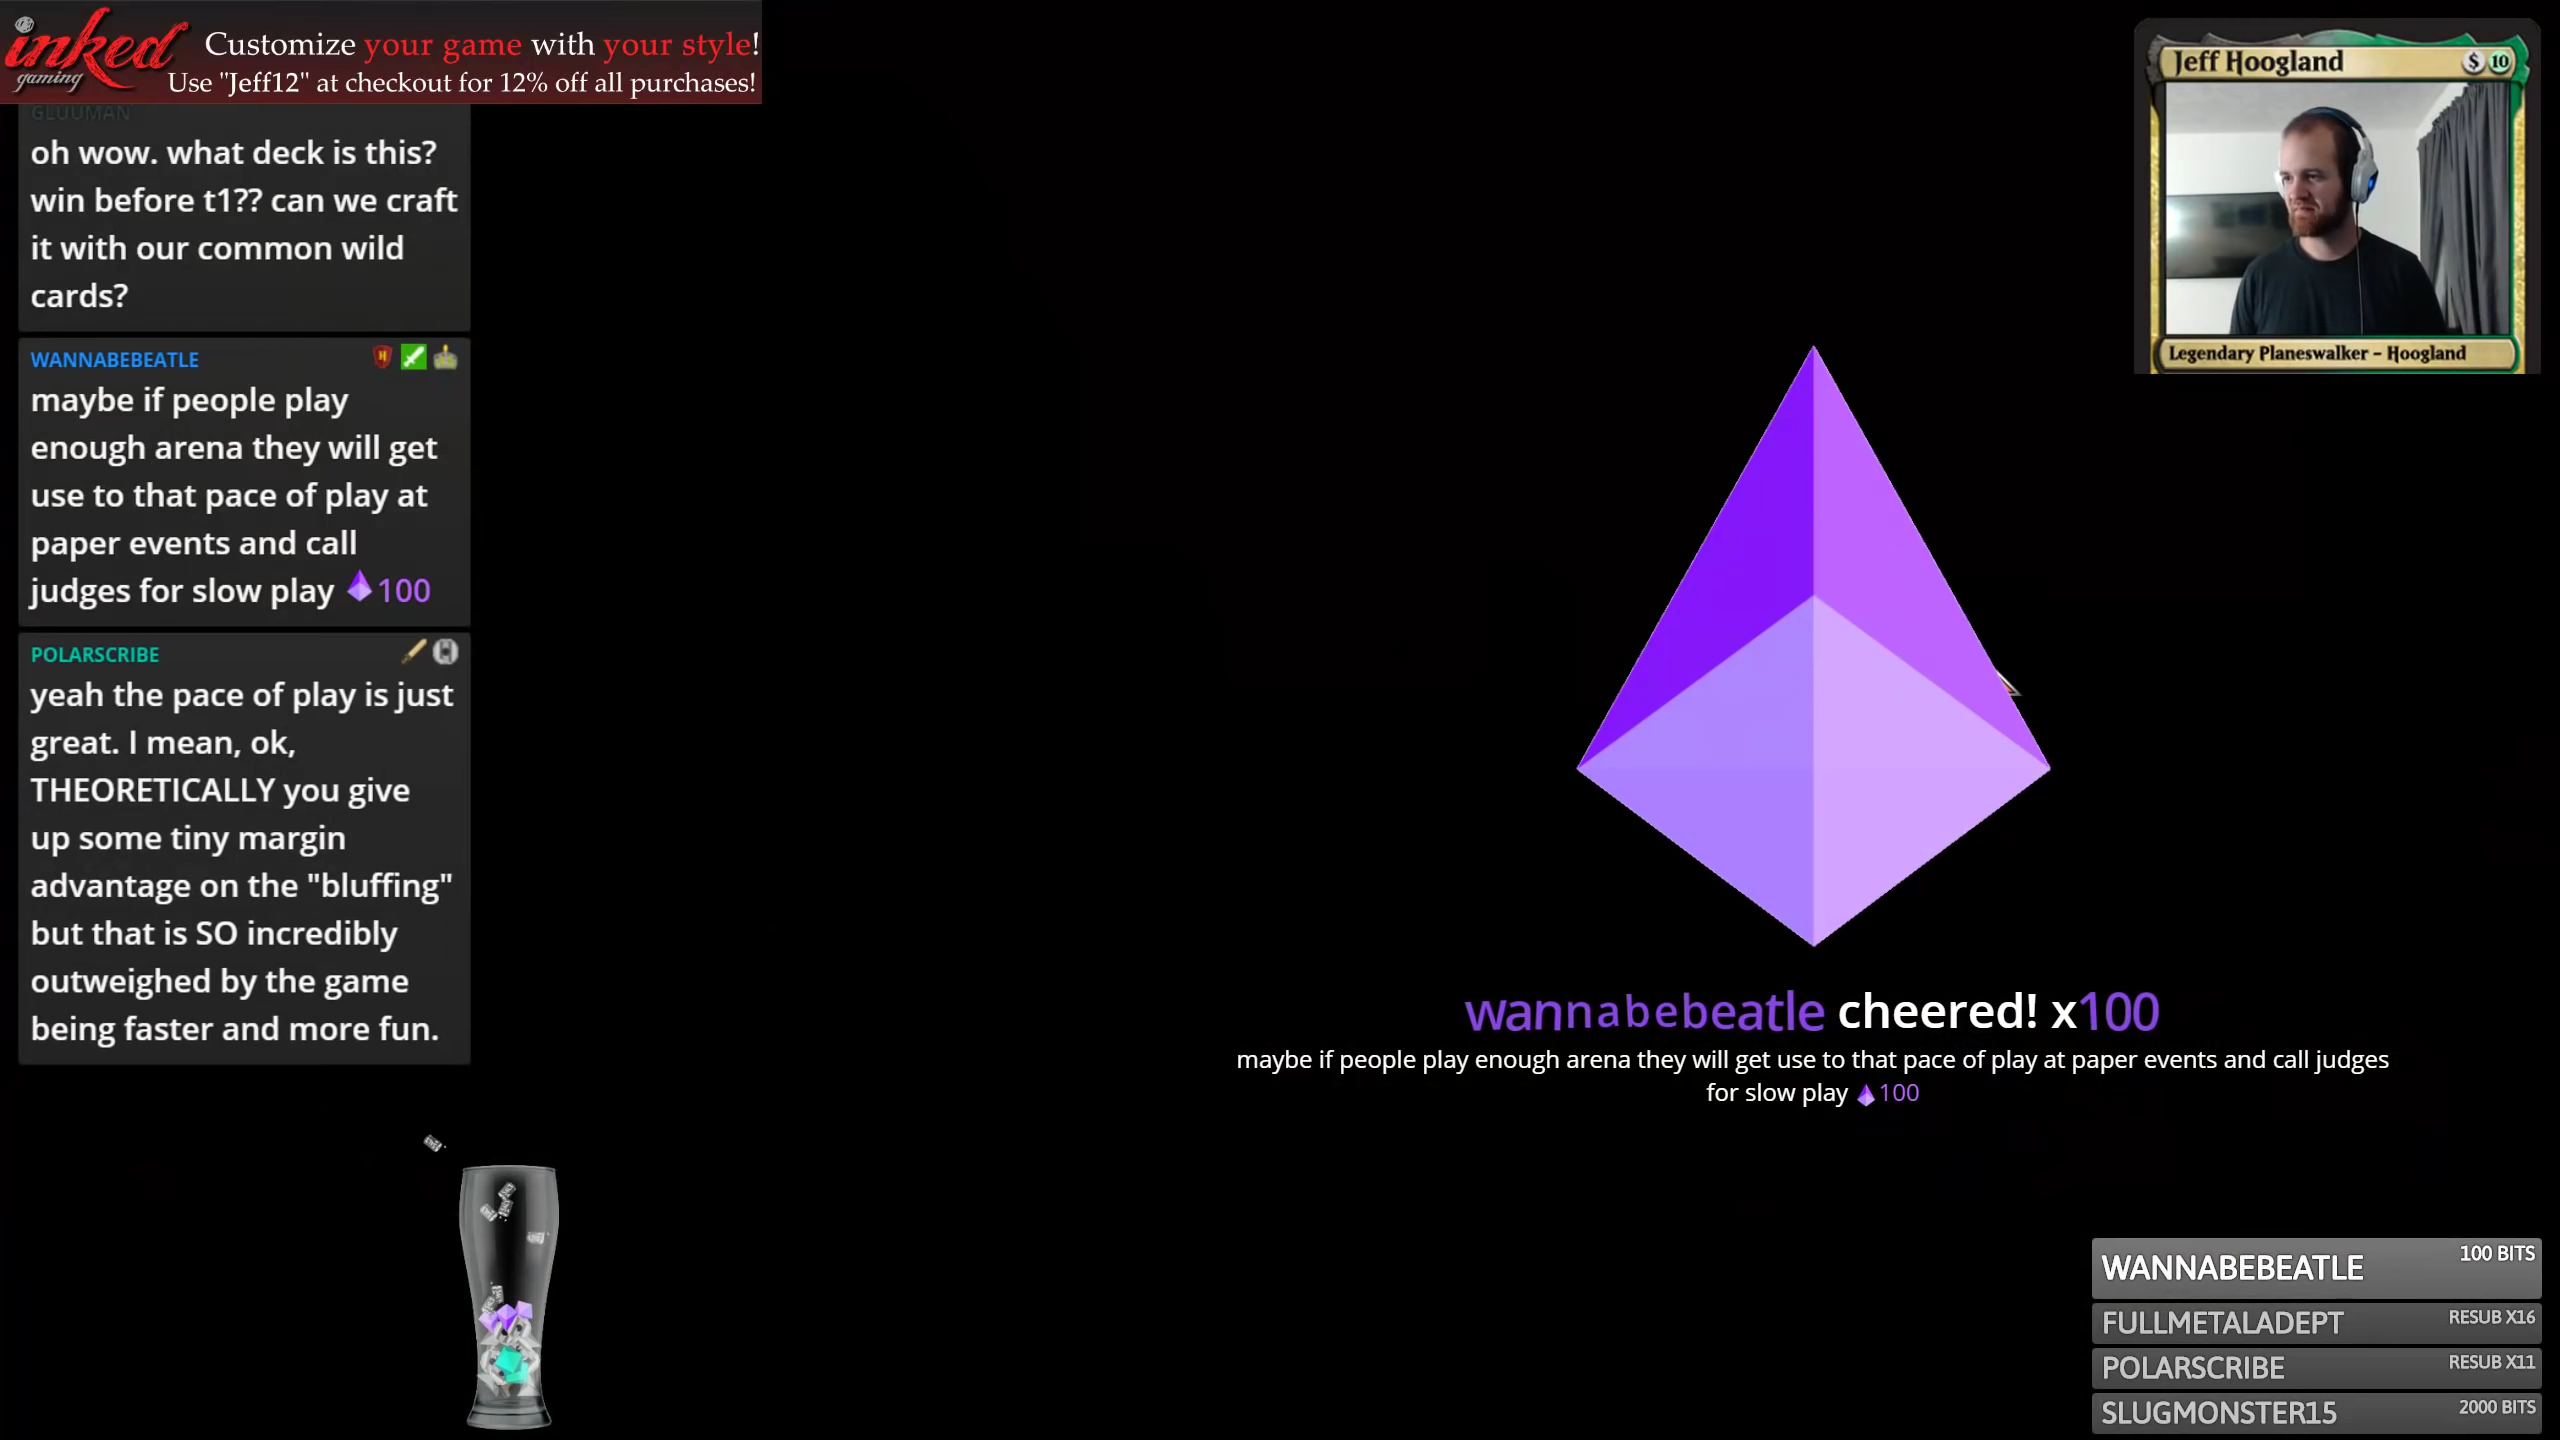 inked
gaming
Customize your game with your style!
Use "Jeff12" at checkout for 12% off all purchases!
GLUUMAN
oh wow. what deck is this?
win before t1?? can we craft
it with our common wild
cards?
WANNABEBEATLE
maybe if people play
enough arena they will get
use to that pace of play at
paper events and call
judges for slow play 100
POLARSCRIBE
yeah the pace of play is just
great. I mean, ok,
THEORETICALLY you give
up some tiny margin
advantage on the "bluffing"
but that is SO incredibly
outweighed by the game
being faster and more fun.
Jeff Hoogland $ 10
Legendary Planeswalker - Hoogland
wannabebeatle cheered! x100
maybe if people play enough arena they will get use to that pace of play at paper events and call judges
for slow play 100
WANNABEBEATLE 100 BITS
FULLMETALADEPT RESUB X16
POLARSCRIBE RESUB X11
SLUGMONSTER15 2000 BITS